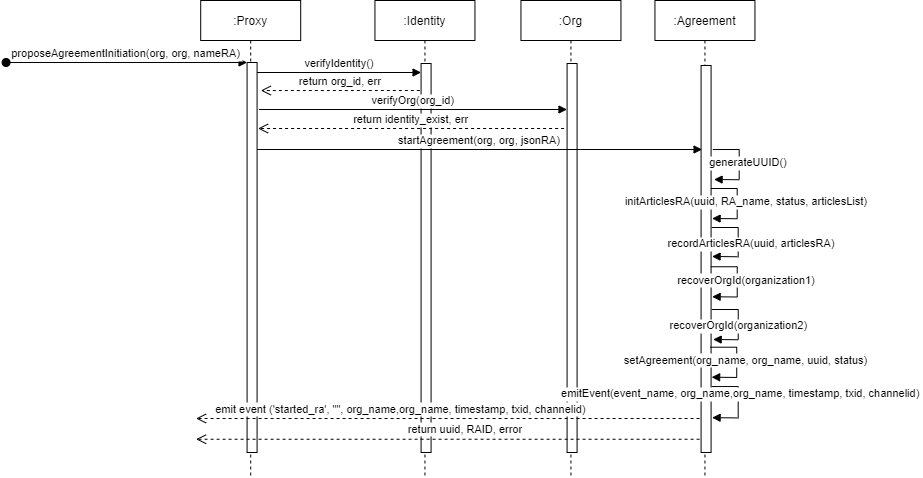 :Proxy
:Identity
:Org
:Agreement
proposeAgreementInitiation(org, org, nameRA)
verifyIdentity()
return org_id, err
verifyOrg(org_id)
return identity_exist, err
startAgreement(org, org, jsonRA)
generateUUID()
initArticlesRA(uuid, RA_name, status, articlesList)
recordArticlesRA(uuid, articlesRA)
recoverOrgId(organization1)
recoverOrgId(organization2)
setAgreement(org_name, org_name, uuid, status)
emitEvent(event_name, org_name,org_name, timestamp, txid, channelid)
emit event ('started_ra', "", org_name,org_name, timestamp, txid, channelid)
return uuid, RAID, error